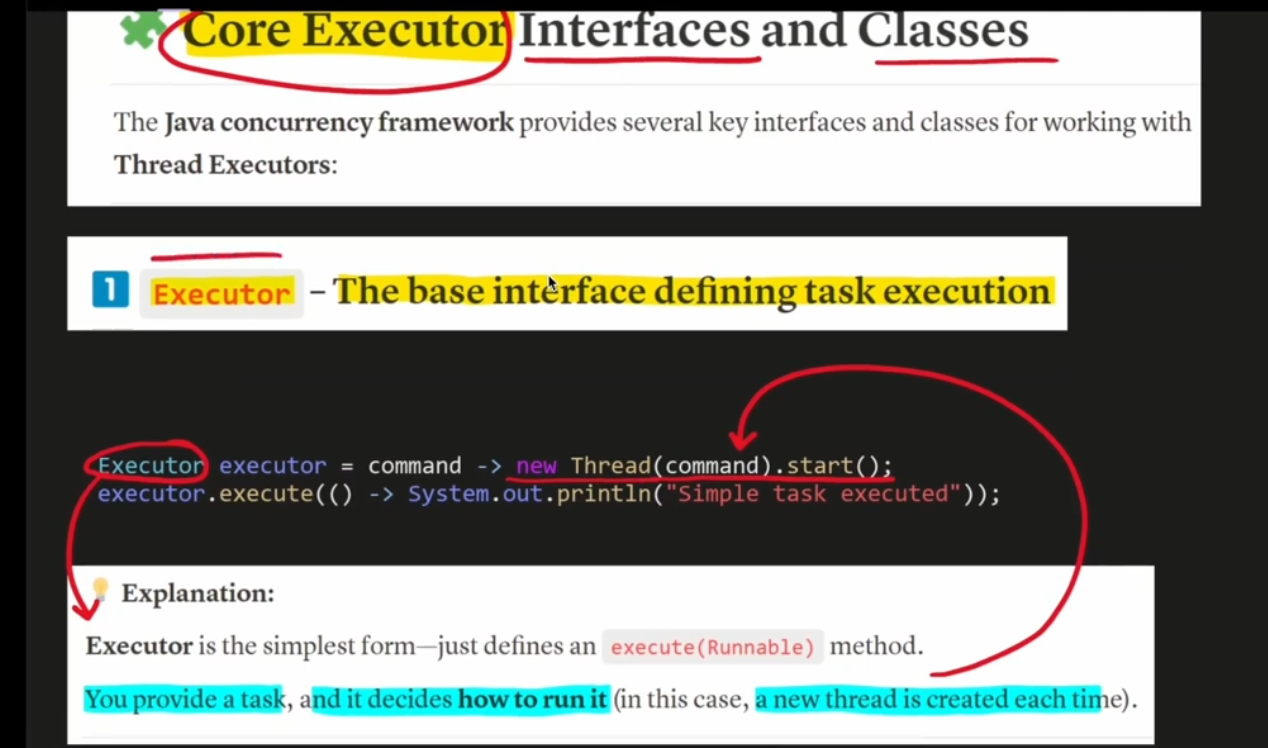 Core Executor Interfaces and Classes
The Java concurrency framework provides several key interfaces and classes for working with
Thread Executors:
1 Executor – The base interface defining task execution
Executor executor = command -> new Thread(command).start();
executor.execute(() -> System.out.println("Simple task executed"));
Explanation:
Executor is the simplest form—just defines an execute(Runnable) method.
You provide a task, and it decides how to run it (in this case, a new thread is created each time).